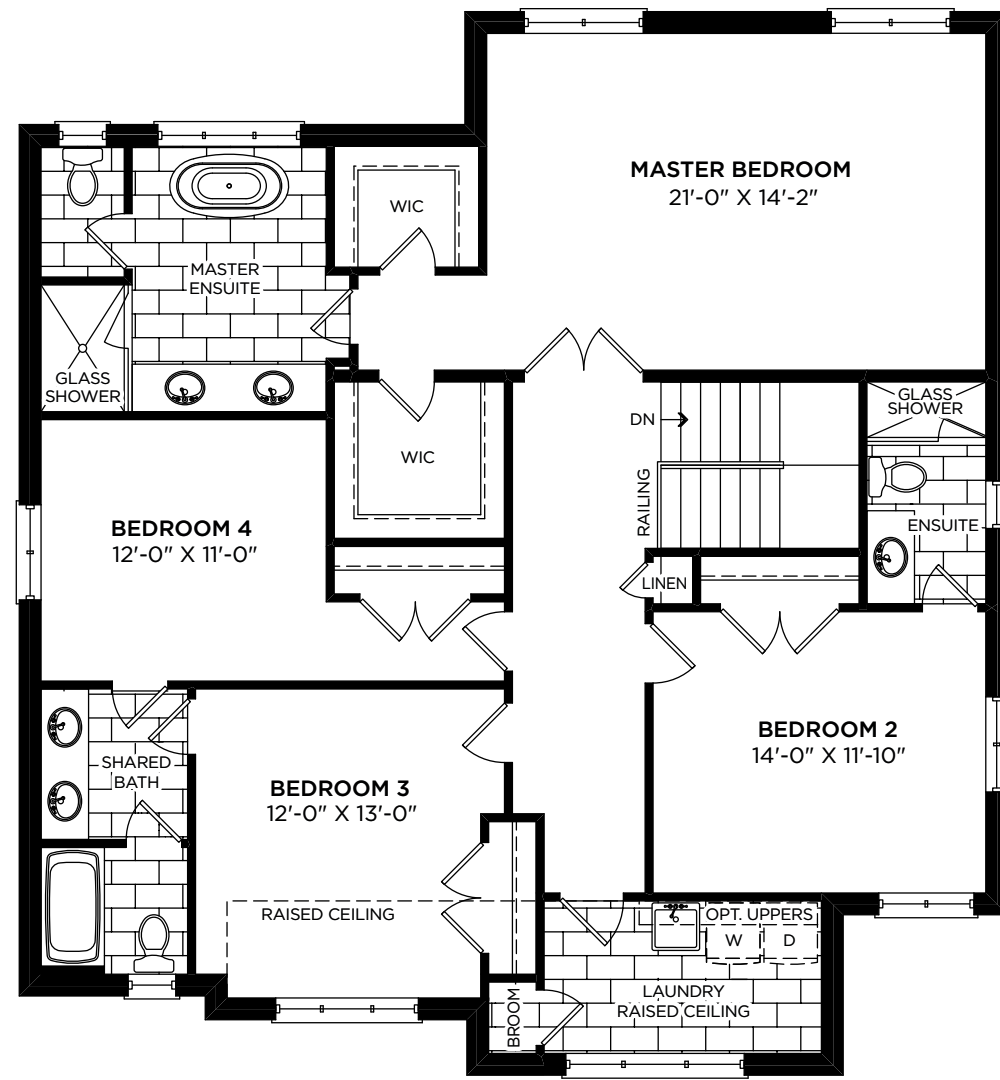 MASTER BEDROOM
21'-0" X 14'-2"
WIC
MASTER
ENSUITE
GLASS
SHOWER
GLASS
SHOWER
DN
WIC
RAILING
BEDROOM 4
12'-0" X 11'-0"
ENSUITE
LINEN
BEDROOM 2
14'-0" X 11'-10"
SHARED
BATH
BEDROOM 3
12'-0" X 13'-0"
RAISED CEILING
OPT. UPPERS
W
D
LAUNDRY
RAISED CEILING
BROOM